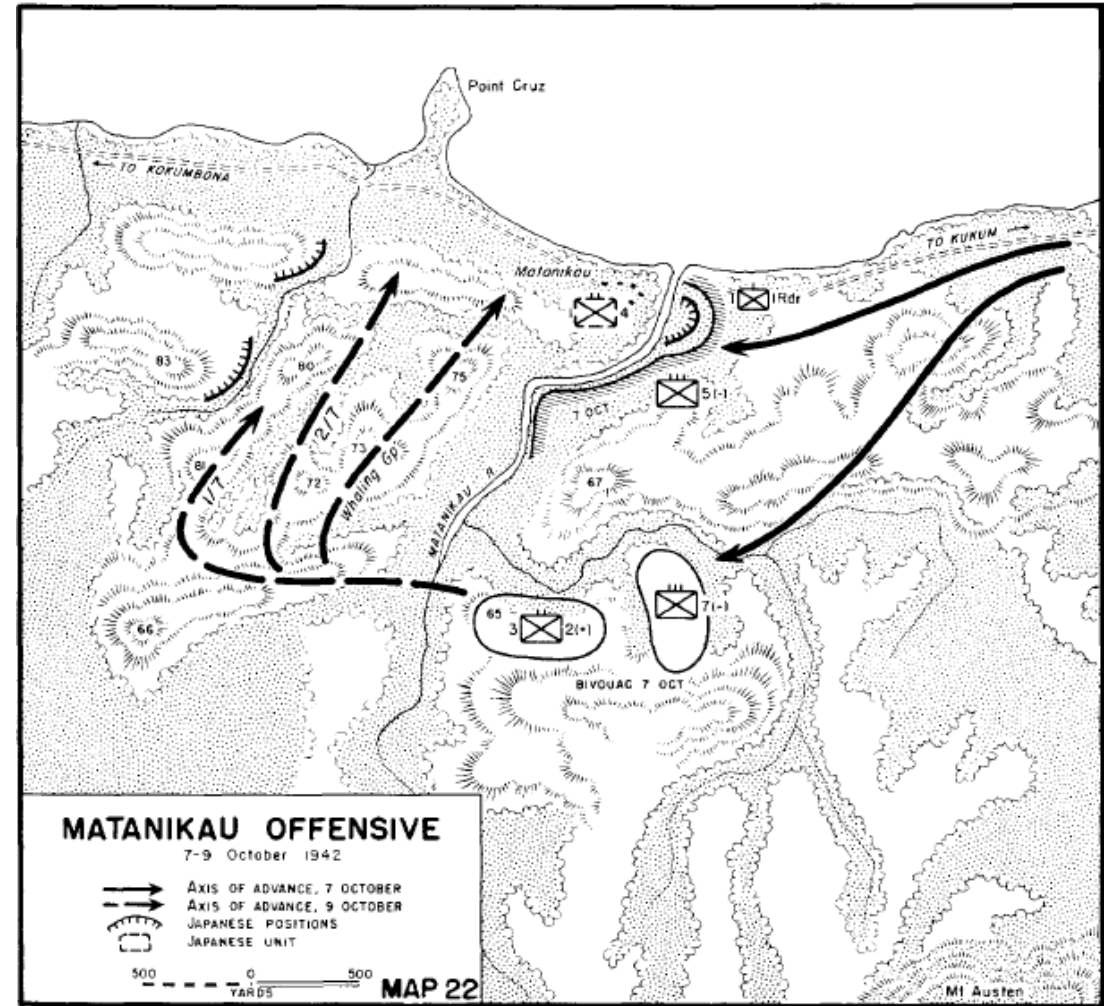 Point Cruz
← TO KOKUMBONA
TO KUKUM →
Matanikau
4
1 1Rdr
83
80
75
5(-)
7 OCT
2/7
73
81
1/7
72
Whaling Gp
67
MATANIKAU R
65
3 2(+)
7(-)
66
BIVOUAC 7 OCT
MATANIKAU OFFENSIVE
7-9 October 1942
AXIS OF ADVANCE, 7 OCTOBER
AXIS OF ADVANCE, 9 OCTOBER
JAPANESE POSITIONS
JAPANESE UNIT
500 0 500
YARDS
MAP 22
Mt Austen